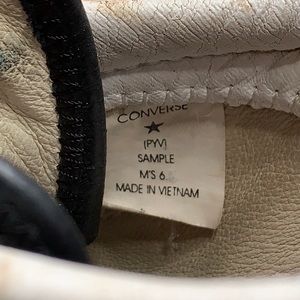 CONVERSE
(PYV)
SAMPLE
M'S 6
MADE IN VIETNAM